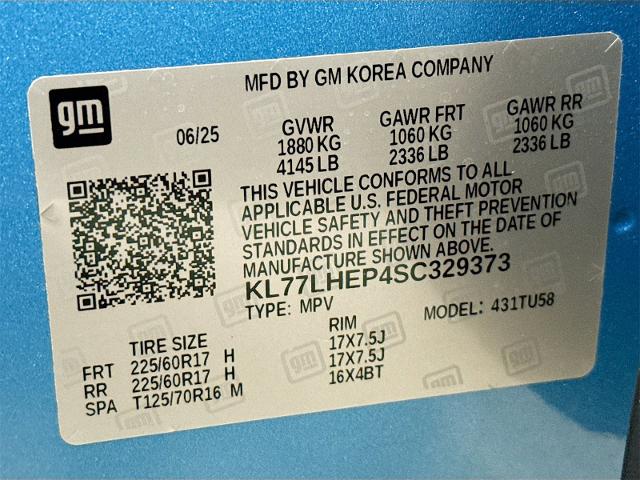 MFD BY GM KOREA COMPANY
gm
06/25
GVWR GAWR FRT GAWR RR
1880 KG 1060 KG 1060 KG
4145 LB 2336 LB 2336 LB
THIS VEHICLE CONFORMS TO ALL
APPLICABLE U.S. FEDERAL MOTOR
VEHICLE SAFETY AND THEFT PREVENTION
STANDARDS IN EFFECT ON THE DATE OF
MANUFACTURE SHOWN ABOVE.
KL77LHEP4SC329373
TYPE: MPV MODEL: 431TU58
TIRE SIZE RIM
FRT 225/60R17 H 17X7.5J
RR 225/60R17 H 17X7.5J
SPA T125/70R16 M 16X4BT